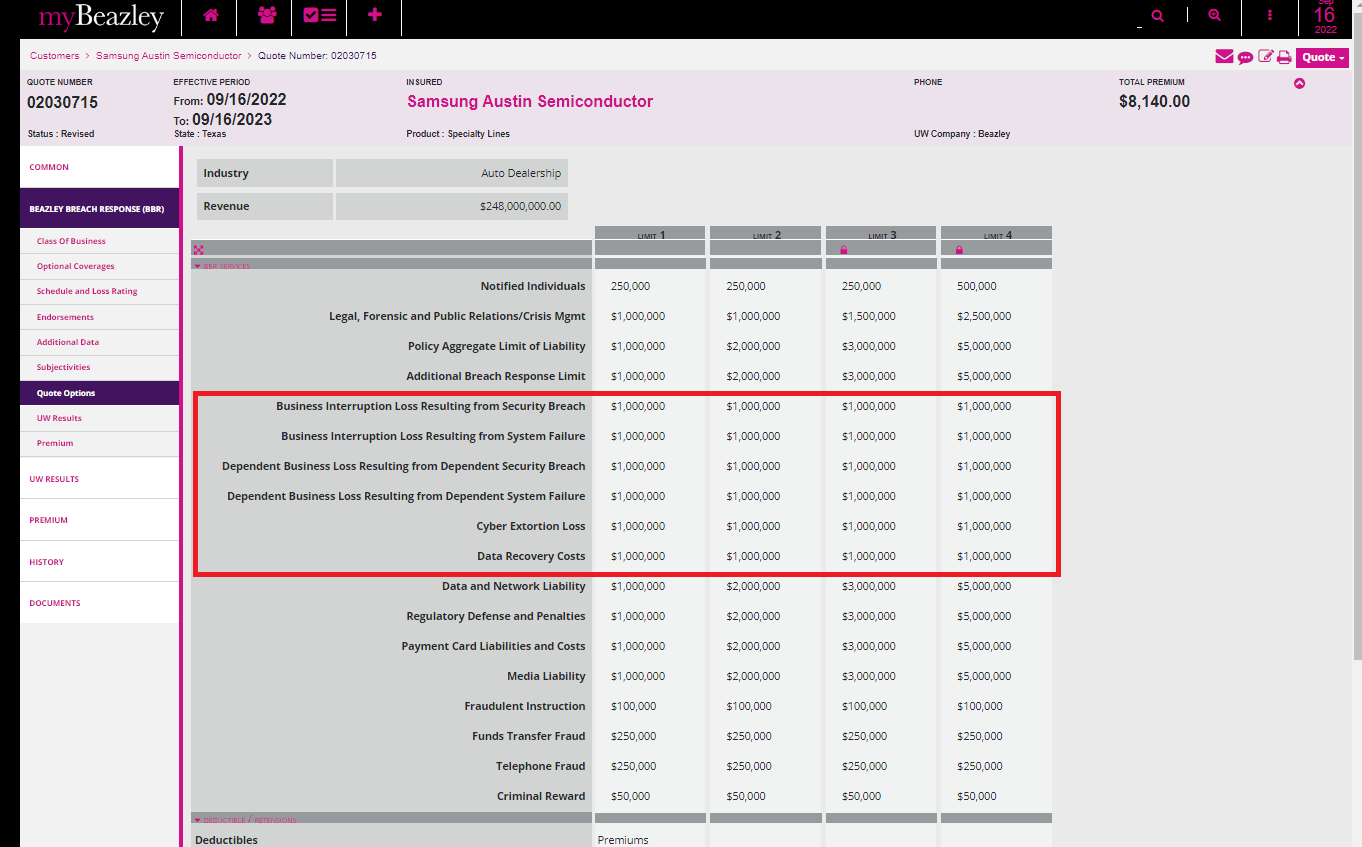 myBeazley
Sep
16
2022
Customers > Samsung Austin Semiconductor > Quote Number: 02030715
Quote
QUOTE NUMBER
02030715
Status : Revised
EFFECTIVE PERIOD
From: 09/16/2022
To: 09/16/2023
State : Texas
INSURED
Samsung Austin Semiconductor
Product : Specialty Lines
PHONE
UW Company : Beazley
TOTAL PREMIUM
$8,140.00
COMMON
BEAZLEY BREACH RESPONSE (BBR)
Class Of Business
Optional Coverages
Schedule and Loss Rating
Endorsements
Additional Data
Subjectivities
Quote Options
UW Results
Premium
UW RESULTS
PREMIUM
HISTORY
DOCUMENTS
Industry Auto Dealership
Revenue $248,000,000.00
LIMIT 1 LIMIT 2 LIMIT 3 LIMIT 4
BBR SERVICES
Notified Individuals 250,000 250,000 250,000 500,000
Legal, Forensic and Public Relations/Crisis Mgmt $1,000,000 $1,000,000 $1,500,000 $2,500,000
Policy Aggregate Limit of Liability $1,000,000 $2,000,000 $3,000,000 $5,000,000
Additional Breach Response Limit $1,000,000 $2,000,000 $3,000,000 $5,000,000
Business Interruption Loss Resulting from Security Breach $1,000,000 $1,000,000 $1,000,000 $1,000,000
Business Interruption Loss Resulting from System Failure $1,000,000 $1,000,000 $1,000,000 $1,000,000
Dependent Business Loss Resulting from Dependent Security Breach $1,000,000 $1,000,000 $1,000,000 $1,000,000
Dependent Business Loss Resulting from Dependent System Failure $1,000,000 $1,000,000 $1,000,000 $1,000,000
Cyber Extortion Loss $1,000,000 $1,000,000 $1,000,000 $1,000,000
Data Recovery Costs $1,000,000 $1,000,000 $1,000,000 $1,000,000
Data and Network Liability $1,000,000 $2,000,000 $3,000,000 $5,000,000
Regulatory Defense and Penalties $1,000,000 $2,000,000 $3,000,000 $5,000,000
Payment Card Liabilities and Costs $1,000,000 $2,000,000 $3,000,000 $5,000,000
Media Liability $1,000,000 $2,000,000 $3,000,000 $5,000,000
Fraudulent Instruction $100,000 $100,000 $100,000 $100,000
Funds Transfer Fraud $250,000 $250,000 $250,000 $250,000
Telephone Fraud $250,000 $250,000 $250,000 $250,000
Criminal Reward $50,000 $50,000 $50,000 $50,000
DEDUCTIBLE / RETENSIONS
Deductibles Premiums